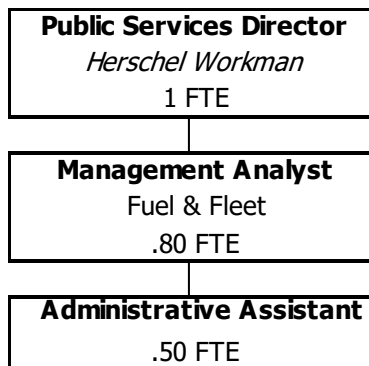 Public Services Director
Herschel Workman
1 FTE
Management Analyst
Fuel & Fleet
.80 FTE
Administrative Assistant
.50 FTE